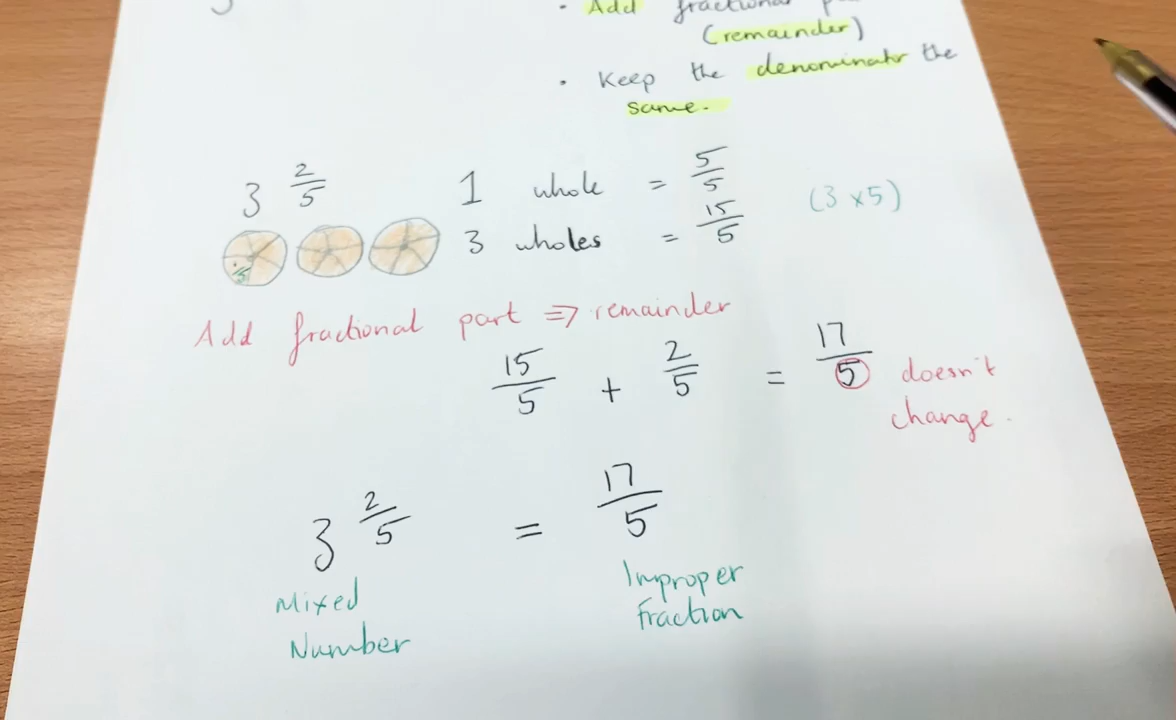 • Add fractional
(remainder)
• Keep the denominator the
same.
3 2/5 1 whole = 5/5
3 wholes = 15/5 (3 x 5)
Add fractional part ⇒ remainder
15/5 + 2/5 = 17/5 doesn't
change.
3 2/5 = 17/5
Mixed
Number
Improper
Fraction